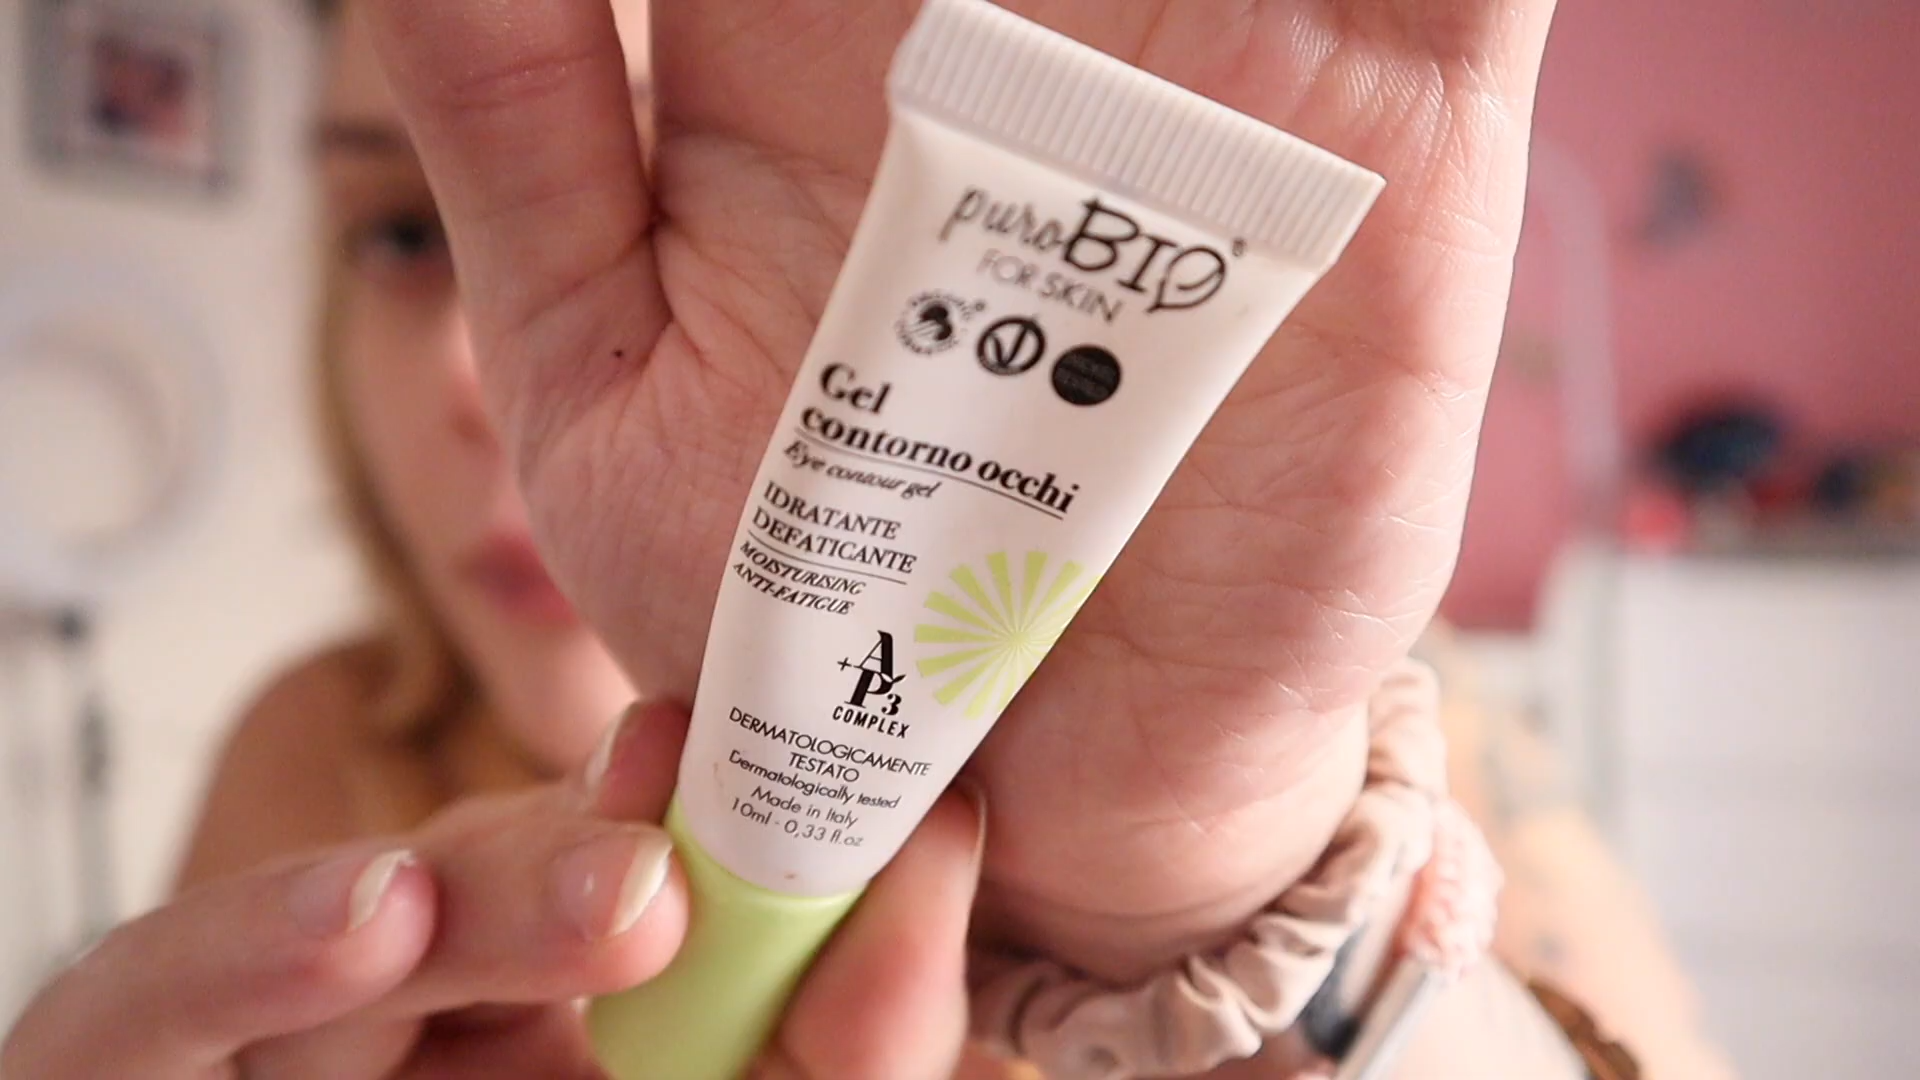 puroBIO®
FOR SKIN
Gel
contorno occhi
Eye contour gel
IDRATANTE
DEFATICANTE
MOISTURISING
ANTI-FATIGUE
+A
P3
COMPLEX
DERMATOLOGICAMENTE
TESTATO
Dermatologically tested
Made in Italy
10ml - 0,33 fl.oz